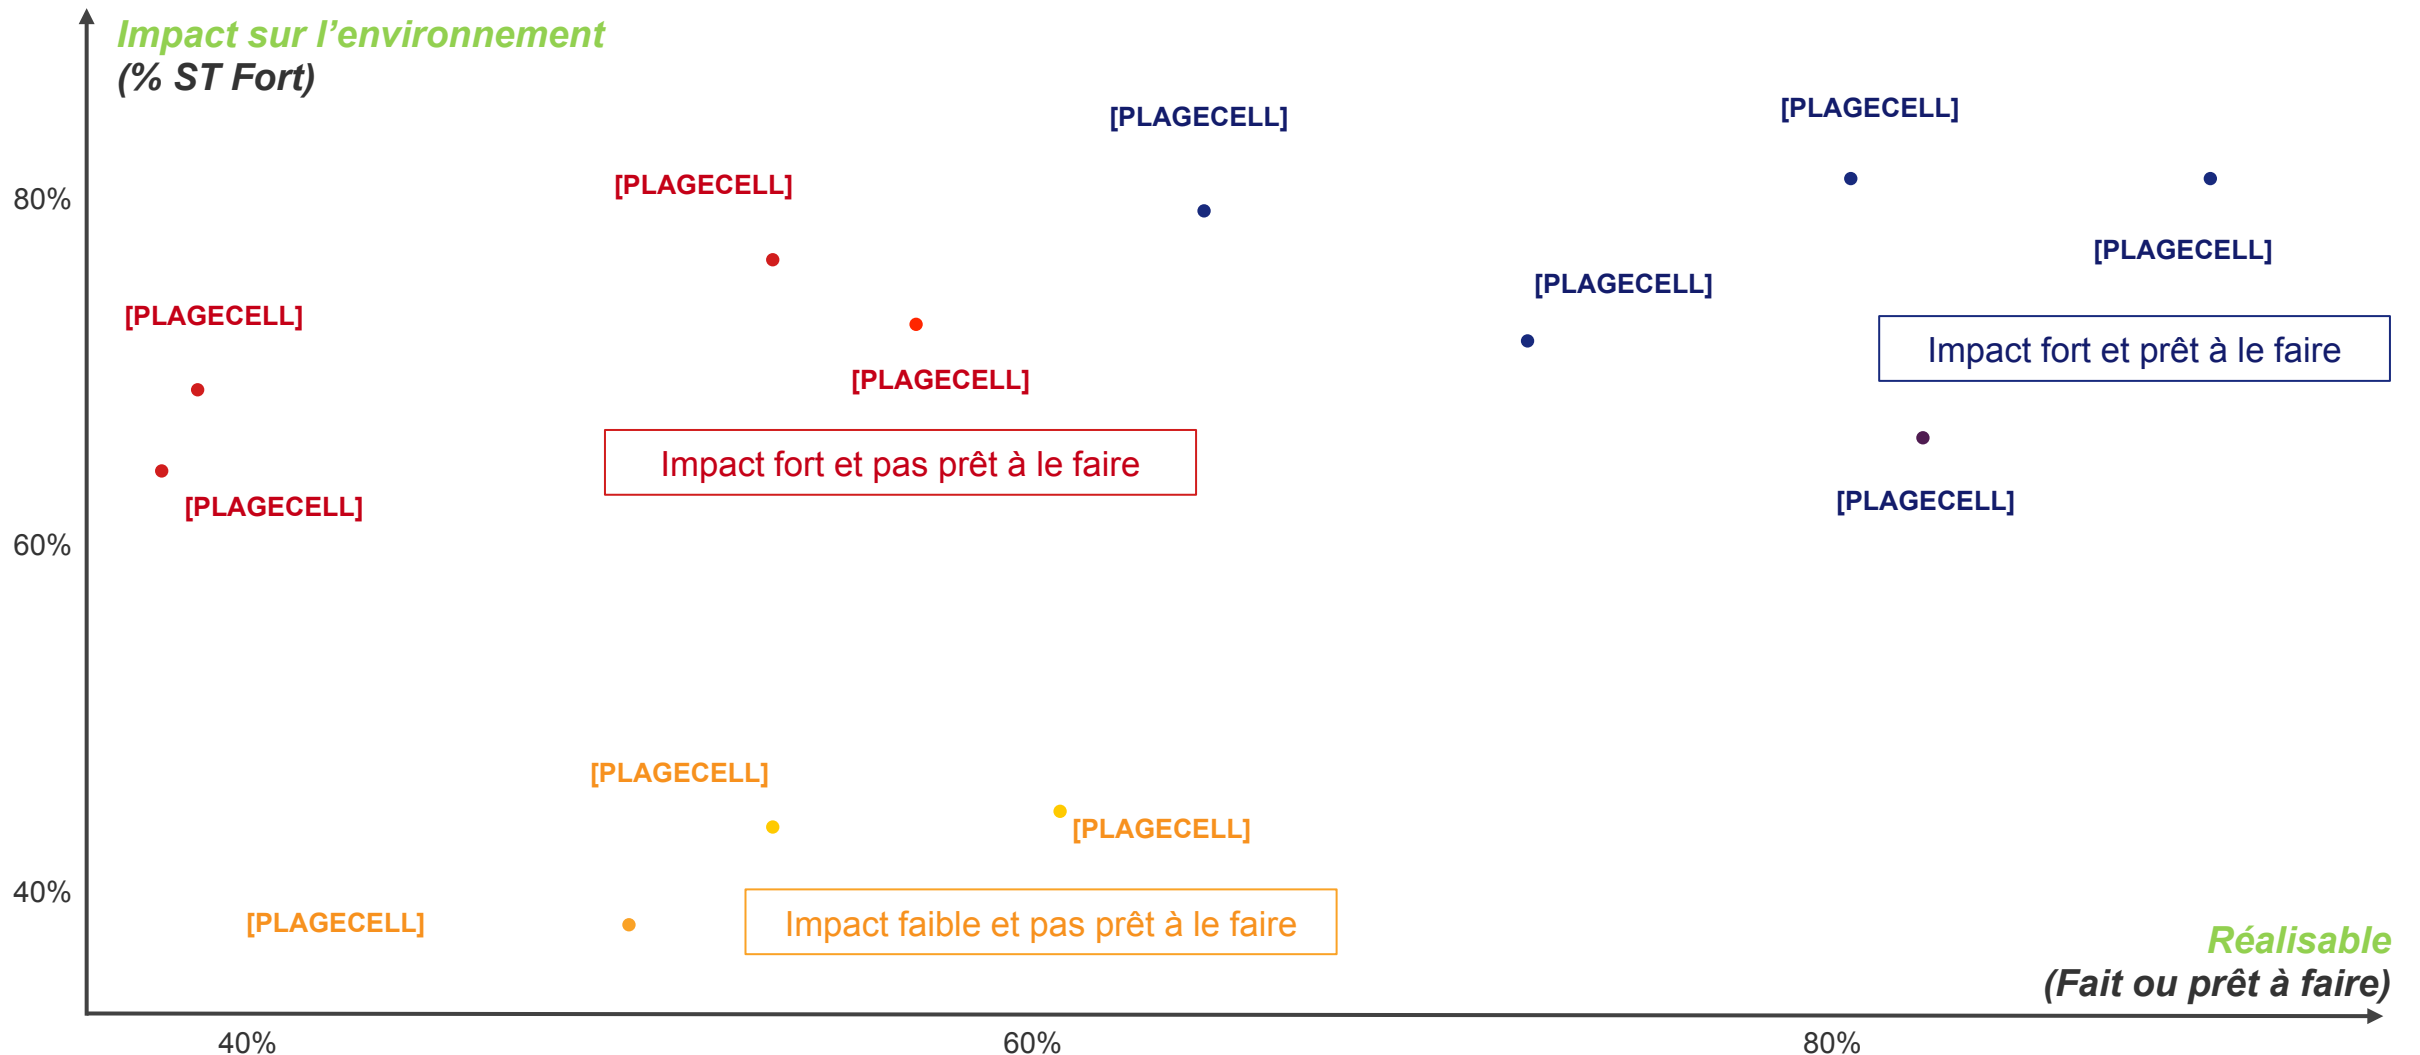 Impact sur l’environnement
(% ST Fort)
[PLAGECELL]
[PLAGECELL]
[PLAGECELL]
80%
[PLAGECELL]
[PLAGECELL]
[PLAGECELL]
Impact fort et prêt à le faire
[PLAGECELL]
Impact fort et pas prêt à le faire
[PLAGECELL]
[PLAGECELL]
60%
[PLAGECELL]
[PLAGECELL]
40%
[PLAGECELL]
Impact faible et pas prêt à le faire
Réalisable
(Fait ou prêt à faire)
40%
60%
80%